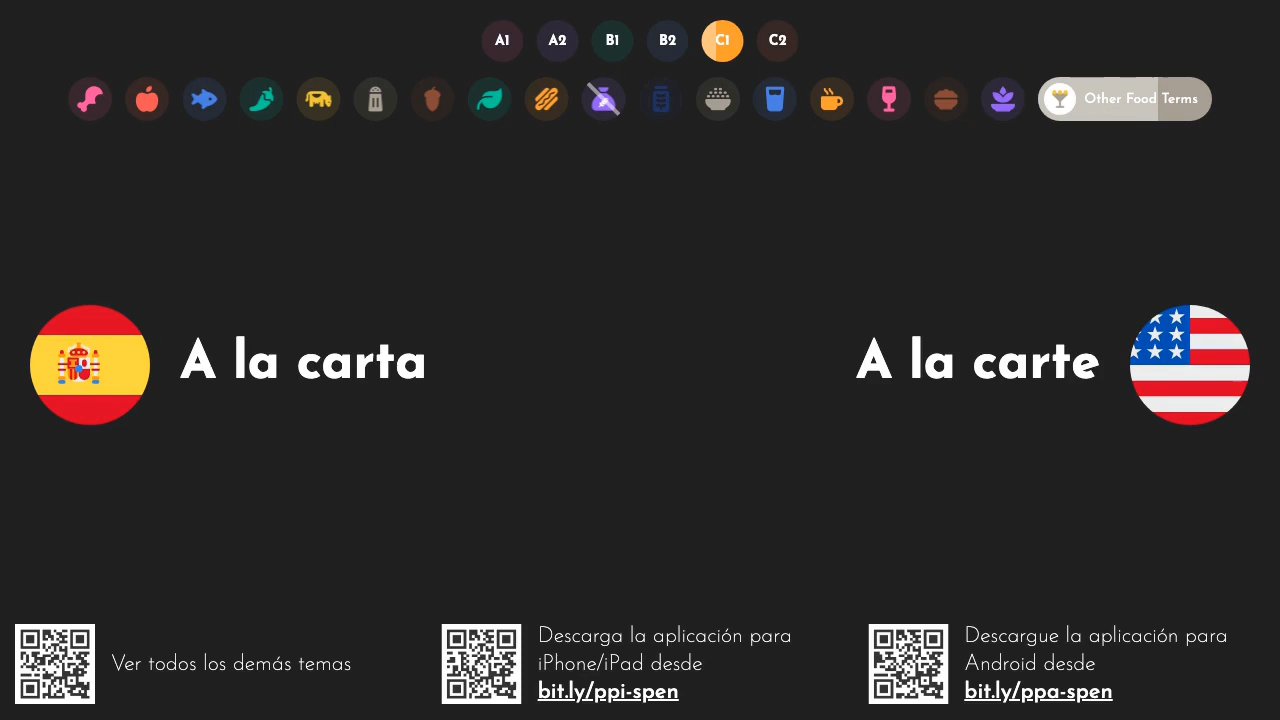 A1 A2 B1 B2 C1 C2
Other Food Terms
A la carta
A la carte
Ver todos los demás temas
Descarga la aplicación para
iPhone/iPad desde
bit.ly/ppi-spen
Descargue la aplicación para
Android desde
bit.ly/ppa-spen